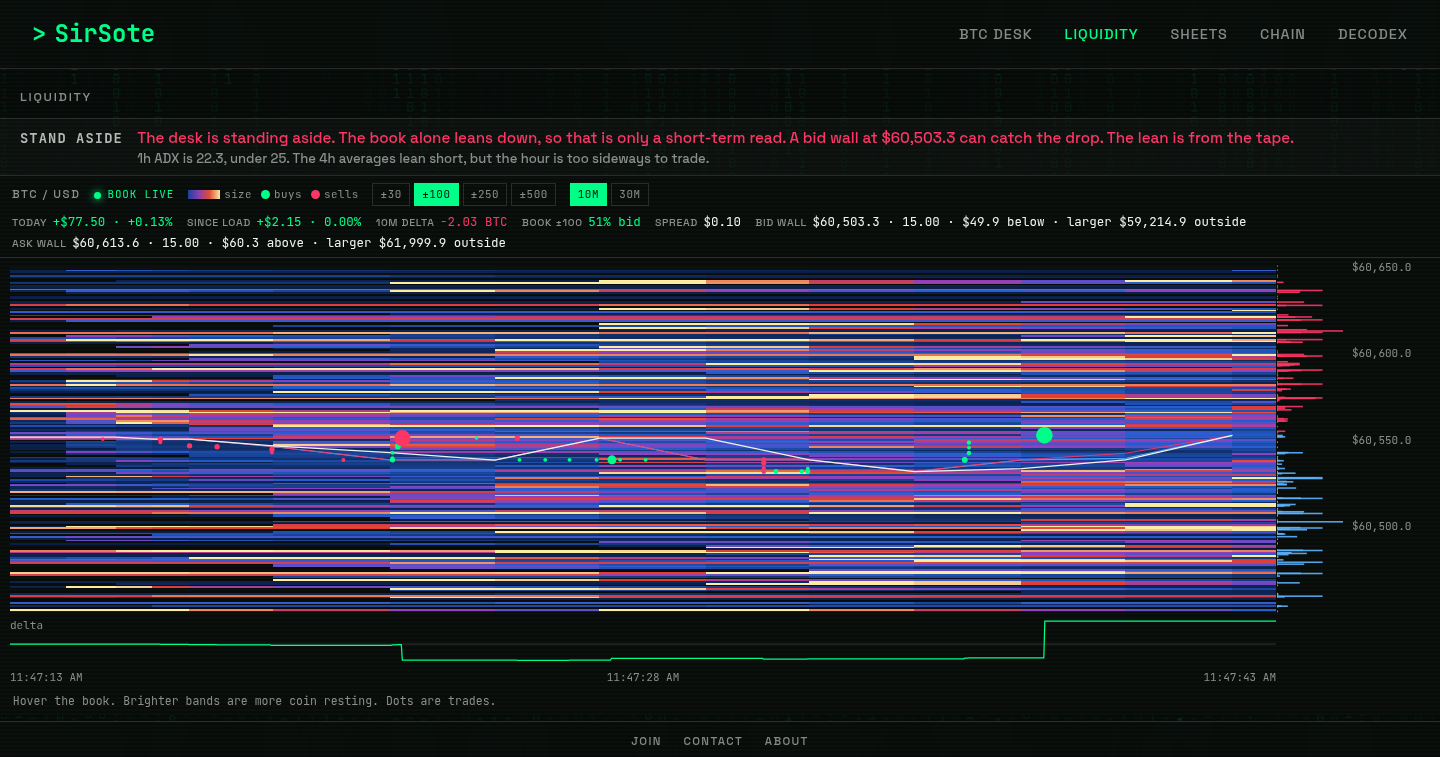 > SirSote
BTC DESK LIQUIDITY SHEETS CHAIN DECODEX
LIQUIDITY
STAND ASIDE The desk is standing aside. The book alone leans down, so that is only a short-term read. A bid wall at $60,503.3 can catch the drop. The lean is from the tape.
1h ADX is 22.3, under 25. The 4h averages lean short, but the hour is too sideways to trade.
BTC / USD BOOK LIVE size buys sells ±30 ±100 ±250 ±500 10M 30M
TODAY +$77.50 · +0.13% SINCE LOAD +$2.15 · 0.00% 10M DELTA -2.03 BTC BOOK ±100 51% bid SPREAD $0.10 BID WALL $60,503.3 · 15.00 · $49.9 below · larger $59,214.9 outside
ASK WALL $60,613.6 · 15.00 · $60.3 above · larger $61,999.9 outside
$60,650.0
$60,600.0
$60,550.0
$60,500.0
delta
11:47:13 AM 11:47:28 AM 11:47:43 AM
Hover the book. Brighter bands are more coin resting. Dots are trades.
JOIN CONTACT ABOUT